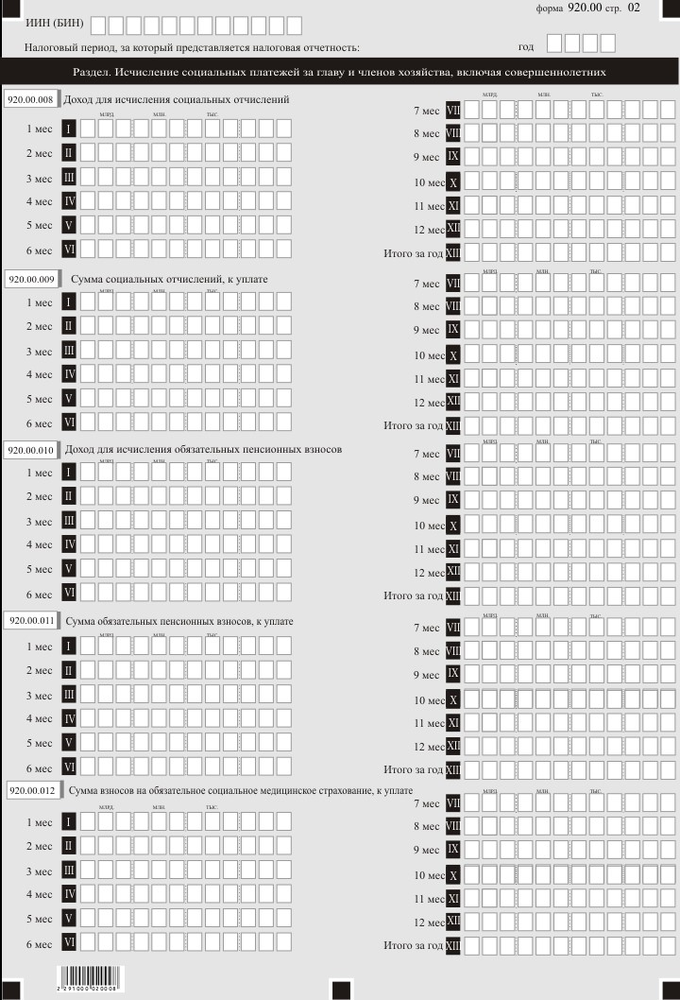 форма 920.00 стр. 02
ИИН (БИН)
Налоговый период, за который представляется налоговая отчетность: год
Раздел. Исчисление социальных платежей за главу и членов хозяйства, включая совершеннолетних
920.00.008 Доход для исчисления социальных отчислений
МЛРД. МЛН. ТЫС.
1 мес I
2 мес II
3 мес III
4 мес IV
5 мес V
6 мес VI
МЛРД. МЛН. ТЫС.
7 мес VII
8 мес VIII
9 мес IX
10 мес X
11 мес XI
12 мес XII
Итого за год XIII
920.00.009 Сумма социальных отчислений, к уплате
МЛРД. МЛН. ТЫС.
1 мес I
2 мес II
3 мес III
4 мес IV
5 мес V
6 мес VI
МЛРД. МЛН. ТЫС.
7 мес VII
8 мес VIII
9 мес IX
10 мес X
11 мес XI
12 мес XII
Итого за год XIII
920.00.010 Доход для исчисления обязательных пенсионных взносов
МЛРД. МЛН. ТЫС.
1 мес I
2 мес II
3 мес III
4 мес IV
5 мес V
6 мес VI
МЛРД. МЛН. ТЫС.
7 мес VII
8 мес VIII
9 мес IX
10 мес X
11 мес XI
12 мес XII
Итого за год XIII
920.00.011 Сумма обязательных пенсионных взносов, к уплате
МЛРД. МЛН. ТЫС.
1 мес I
2 мес II
3 мес III
4 мес IV
5 мес V
6 мес VI
МЛРД. МЛН. ТЫС.
7 мес VII
8 мес VIII
9 мес IX
10 мес X
11 мес XI
12 мес XII
Итого за год XIII
920.00.012 Сумма взносов на обязательное социальное медицинское страхование, к уплате
МЛРД. МЛН. ТЫС.
1 мес I
2 мес II
3 мес III
4 мес IV
5 мес V
6 мес VI
МЛРД. МЛН. ТЫС.
7 мес VII
8 мес VIII
9 мес IX
10 мес X
11 мес XI
12 мес XII
Итого за год XIII
2 291000 020008